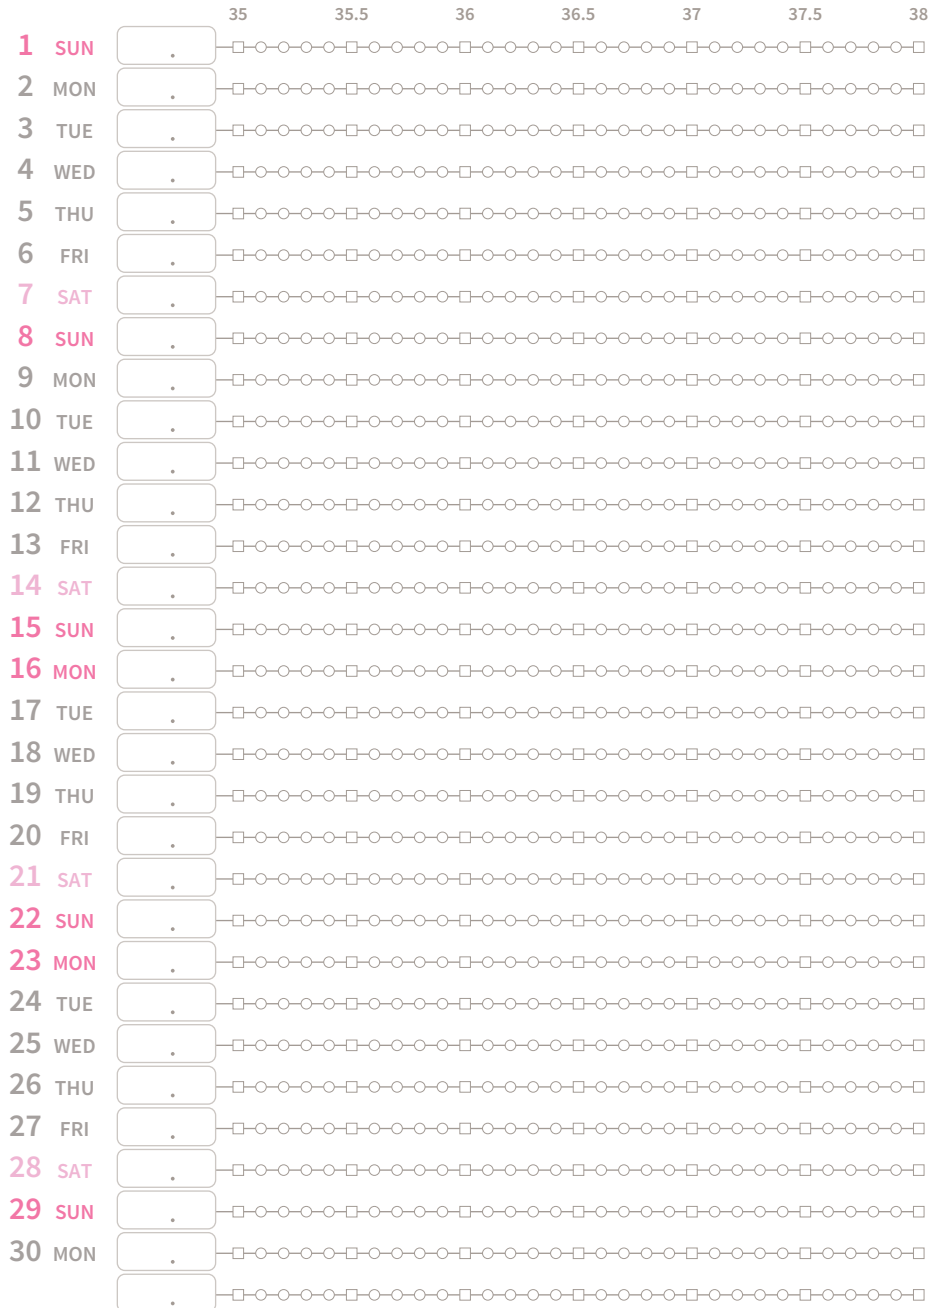 35 35.5 36 36.5 37 37.5 38
1 SUN .
2 MON .
3 TUE .
4 WED .
5 THU .
6 FRI .
7 SAT .
8 SUN .
9 MON .
10 TUE .
11 WED .
12 THU .
13 FRI .
14 SAT .
15 SUN .
16 MON .
17 TUE .
18 WED .
19 THU .
20 FRI .
21 SAT .
22 SUN .
23 MON .
24 TUE .
25 WED .
26 THU .
27 FRI .
28 SAT .
29 SUN .
30 MON .
.